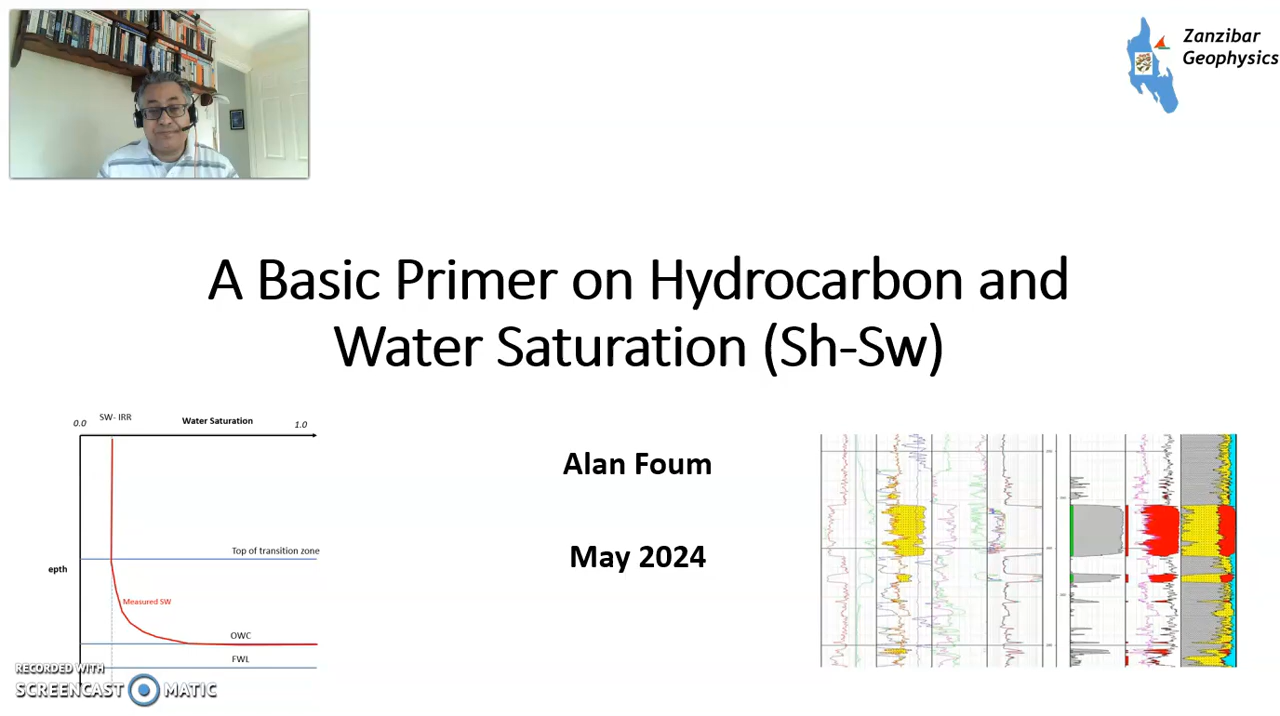 Zanzibar
Geophysics
A Basic Primer on Hydrocarbon and
Water Saturation (Sh-Sw)
Alan Foum
May 2024
0.0
SW- IRR
Water Saturation
1.0
Top of transition zone
epth
Measured SW
OWC
FWL
RECORDED WITH
SCREENCAST MATIC